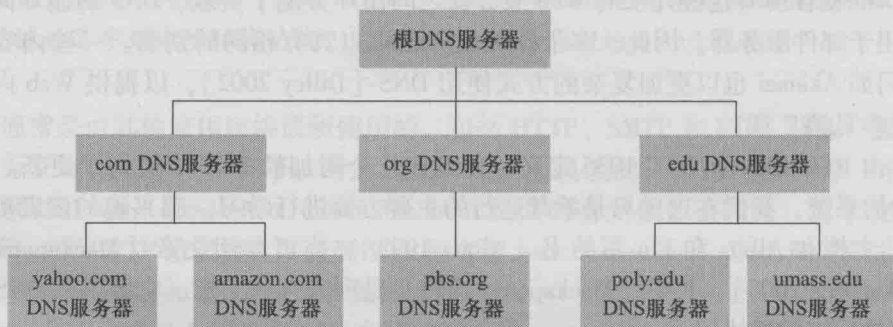 根DNS服务器
com DNS服务器
org DNS服务器
edu DNS服务器
yahoo.com
DNS服务器
amazon.com
DNS服务器
pbs.org
DNS服务器
poly.edu
DNS服务器
umass.edu
DNS服务器